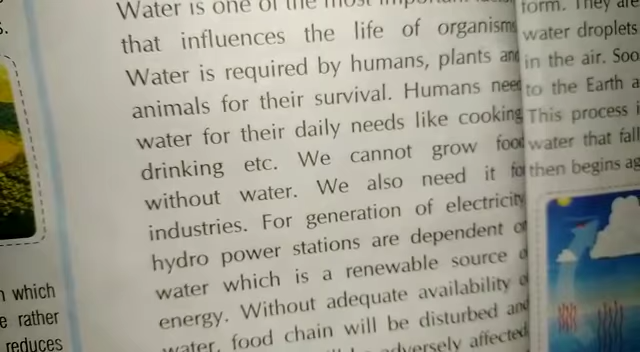 Water is one of the most important
that influences the life of organisms
Water is required by humans, plants and
animals for their survival. Humans need
water for their daily needs like cooking
drinking etc. We cannot grow food
without water. We also need it for
industries. For generation of electricity
hydro power stations are dependent on
water which is a renewable source o
energy. Without adequate availability o
water, food chain will be disturbed and
be adversely affected
form. They are
water droplets
in the air. Soo
to the Earth a
This process i
water that fall
then begins ag
which
e rather
reduces
s.